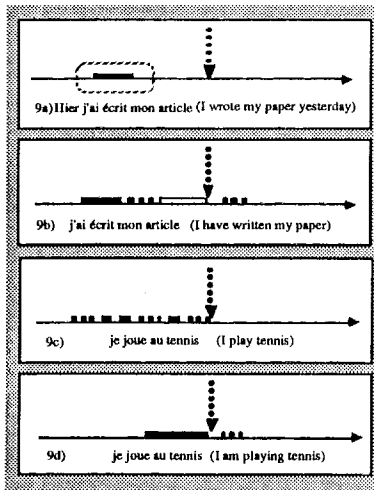 9a) Hier j'ai écrit mon article (I wrote my paper yesterday)
9b) j'ai écrit mon article (I have written my paper)
9c) je joue au tennis (I play tennis)
9d) je joue au tennis (I am playing tennis)